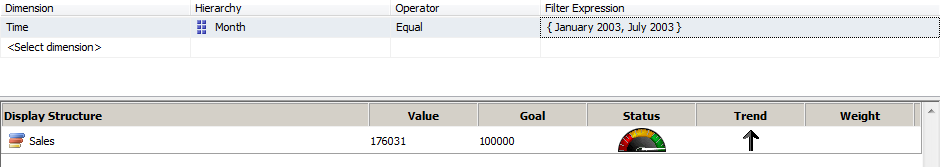 Dimension Hierarchy Operator Filter Expression
Time Month Equal { January 2003, July 2003 }
<Select dimension>
Display Structure Value Goal Status Trend Weight
Sales 176031 100000